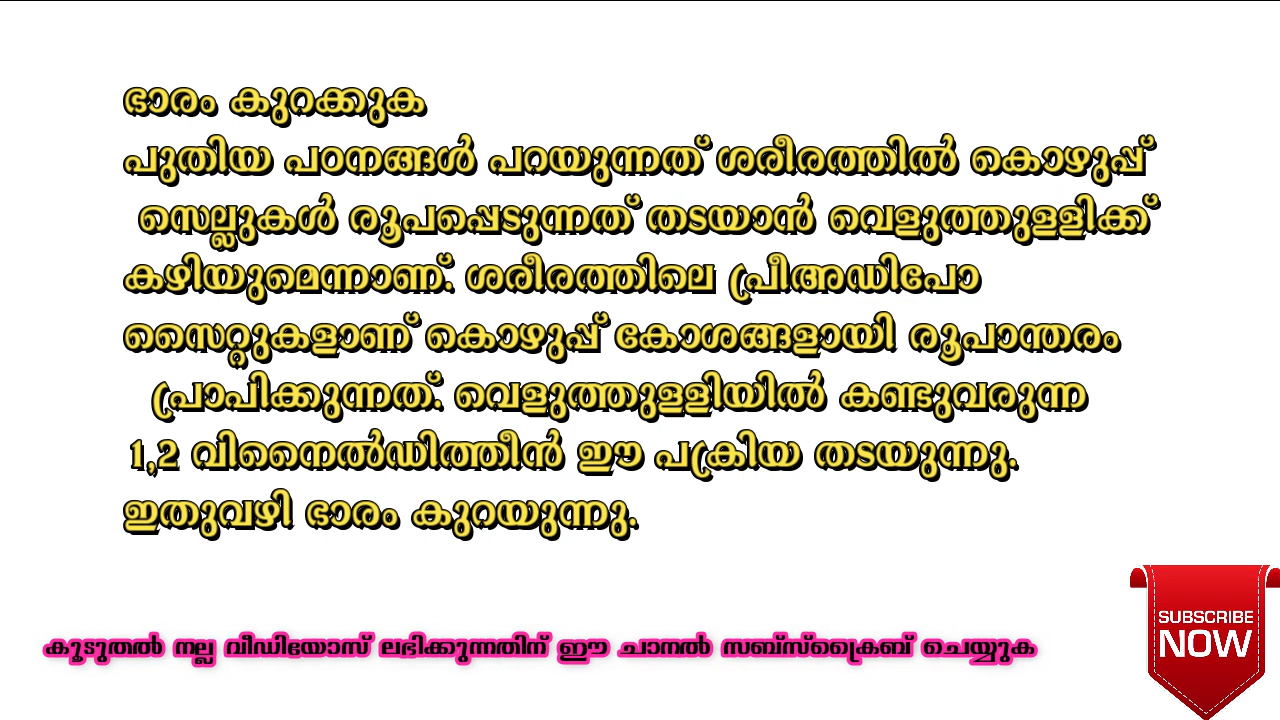 ഭാരം കുറക്കുക
പുതിയ പഠനങ്ങൾ പറയുന്നത് ശരീരത്തിൽ കൊഴുപ്പ്
സെല്ലുകൾ രൂപപ്പെടുന്നത് തടയാൻ വെളുത്തുള്ളിക്ക്
കഴിയുമെന്നാണ്. ശരീരത്തിലെ പ്രീഅഡിപോ
സൈറ്റുകളാണ് കൊഴുപ്പ് കോശങ്ങളായി രൂപാന്തരം
പ്രാപിക്കുന്നത്. വെളുത്തുള്ളിയിൽ കണ്ടുവരുന്ന
1,2 വിനൈൽഡിത്തീൻ ഈ പക്രിയ തടയുന്നു.
ഇതുവഴി ഭാരം കുറയുന്നു.
SUBSCRIBE
NOW
കൂടുതൽ നല്ല വീഡിയോസ് ലഭിക്കുന്നതിന് ഈ ചാനൽ സബ്സ്ക്രൈബ് ചെയ്യുക